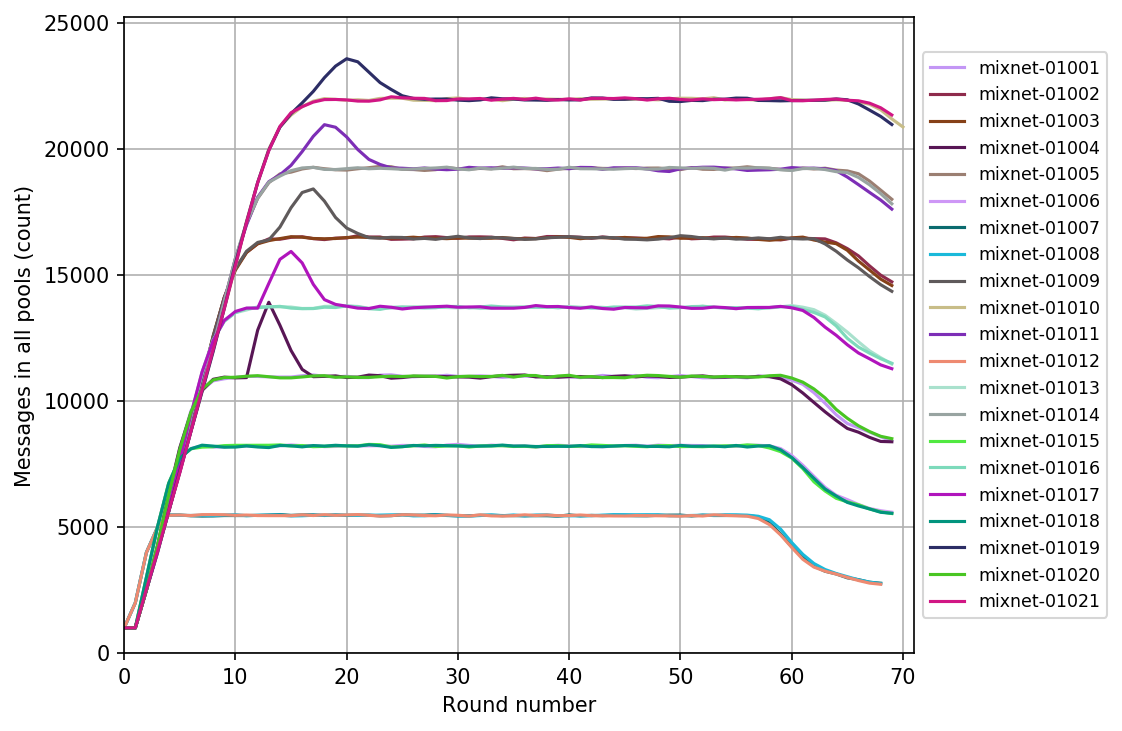 Messages in all pools (count)
25000
20000
15000
10000
5000
0
0 10 20 30 40 50 60 70
Round number
mixnet-01001
mixnet-01002
mixnet-01003
mixnet-01004
mixnet-01005
mixnet-01006
mixnet-01007
mixnet-01008
mixnet-01009
mixnet-01010
mixnet-01011
mixnet-01012
mixnet-01013
mixnet-01014
mixnet-01015
mixnet-01016
mixnet-01017
mixnet-01018
mixnet-01019
mixnet-01020
mixnet-01021